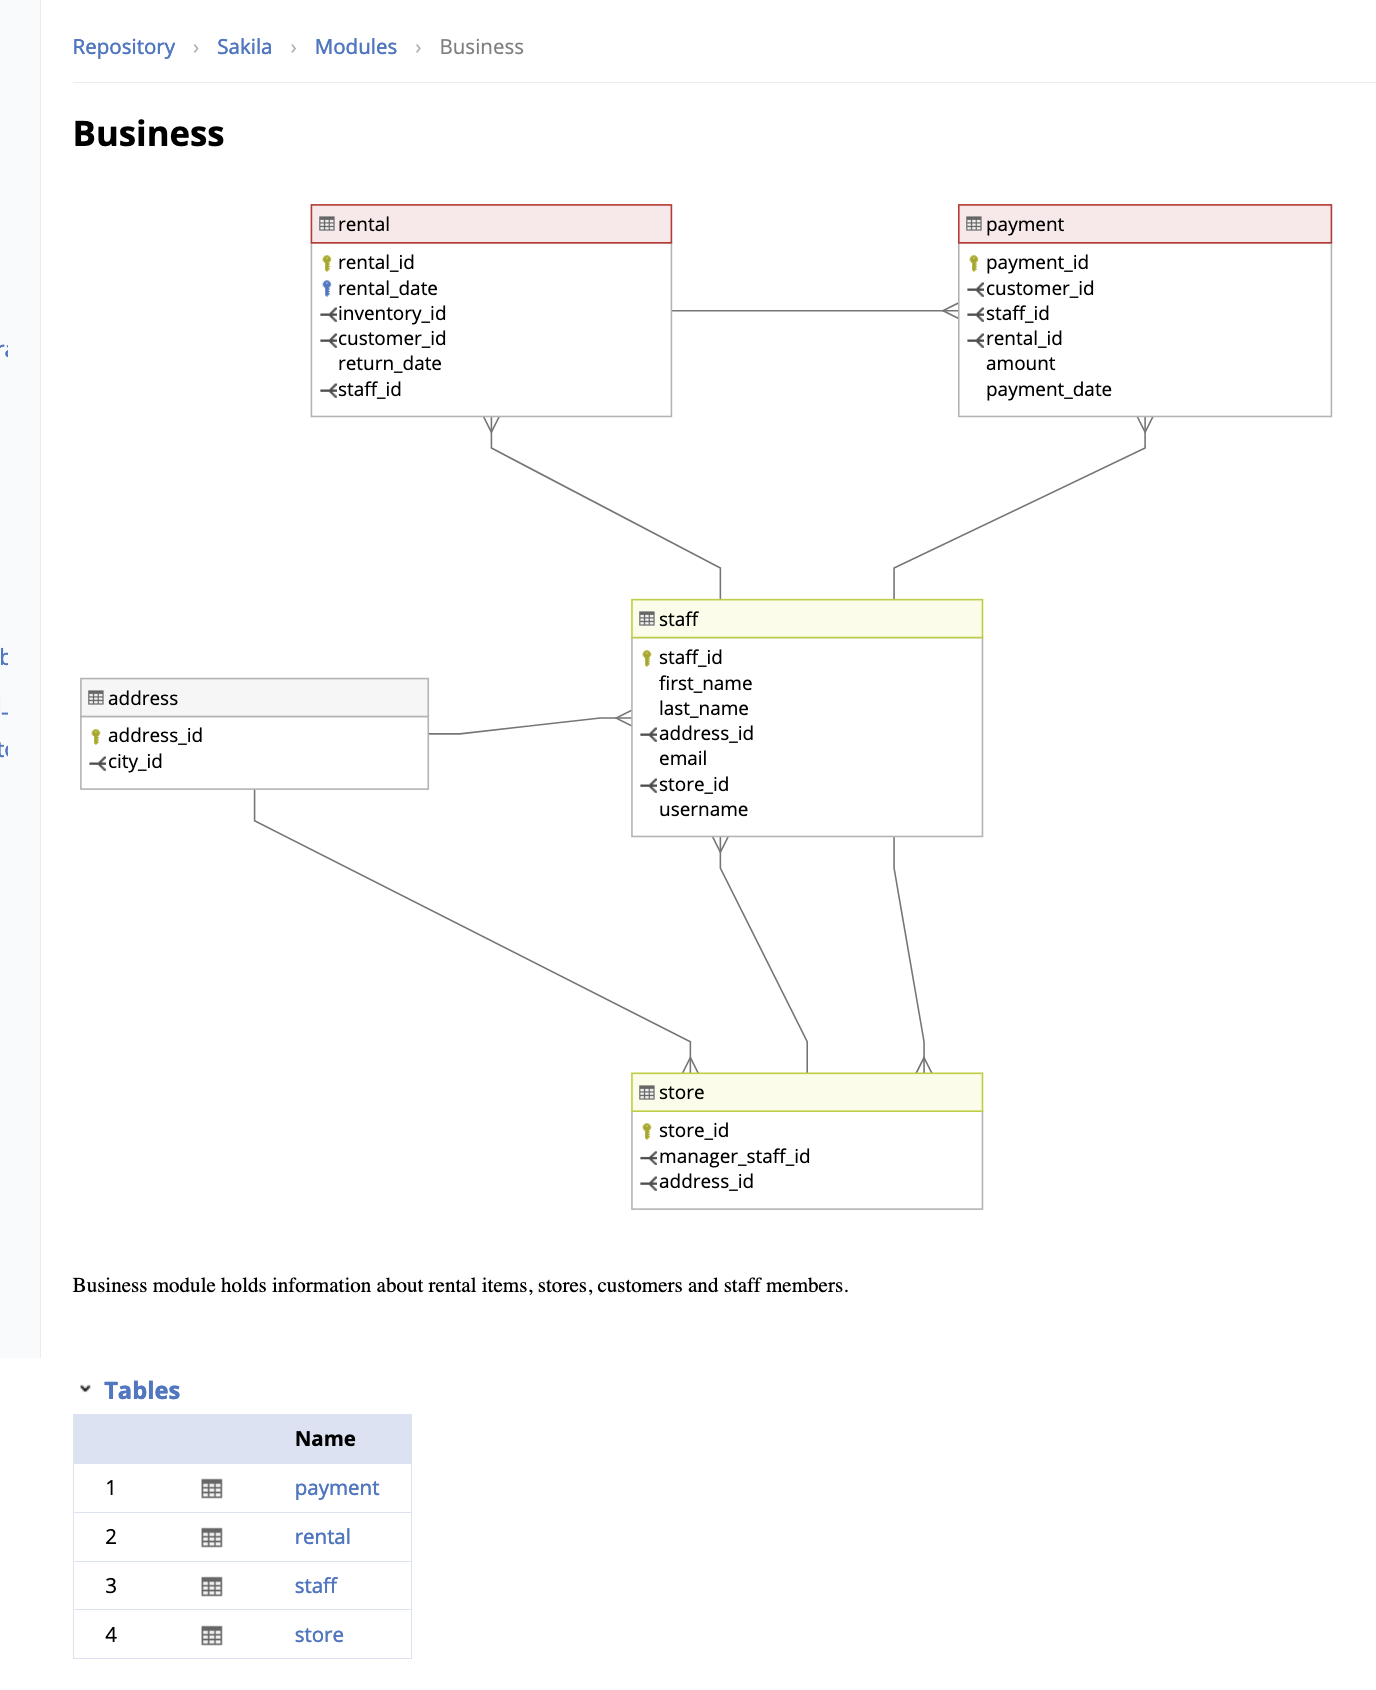 Repository › Sakila › Modules › Business
Business
rental
rental_id
rental_date
inventory_id
customer_id
return_date
staff_id
payment
payment_id
customer_id
staff_id
rental_id
amount
payment_date
staff
staff_id
first_name
last_name
address_id
email
store_id
username
address
address_id
city_id
store
store_id
manager_staff_id
address_id
Business module holds information about rental items, stores, customers and staff members.
Tables
Name
1 payment
2 rental
3 staff
4 store